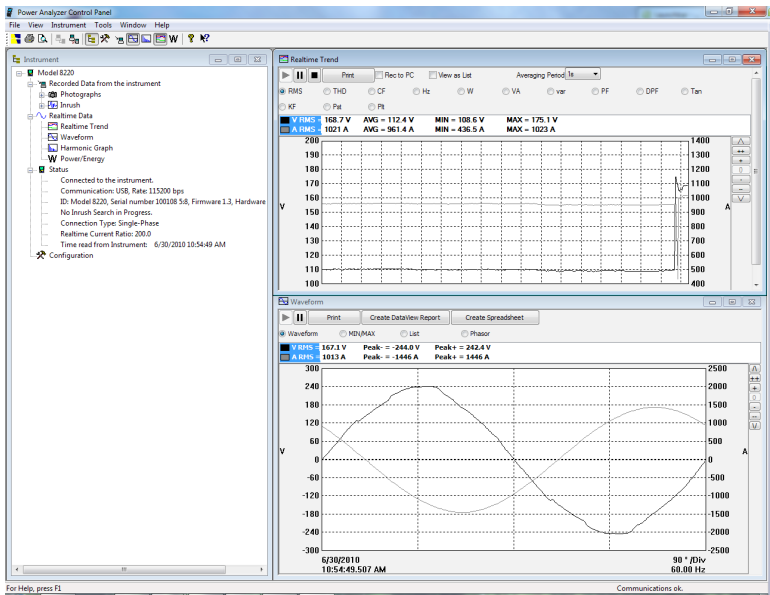 Power Analyzer Control Panel
File View Instrument Tools Window Help
Instrument
Model 8220
Recorded Data from the instrument
Photographs
Inrush
Realtime Data
Realtime Trend
Waveform
Harmonic Graph
W Power/Energy
Status
Connected to the instrument.
Communication: USB, Rate: 115200 bps
ID: Model 8220, Serial number 100108 5:8, Firmware 1.3, Hardware
No Inrush Search in Progress.
Connection Type: Single-Phase
Realtime Current Ratio: 200.0
Time read from Instrument: 6/30/2010 10:54:49 AM
Configuration
Realtime Trend
Print Rec to PC View as List Averaging Period 1s
RMS THD CF Hz W VA var PF DPF Tan
KF Pst Plt
V RMS = 168.7 V AVG = 112.4 V MIN = 108.6 V MAX = 175.1 V
A RMS = 1021 A AVG = 961.4 A MIN = 436.5 A MAX = 1023 A
200 1400
190 1300
180 1200
170 1100
160 1000
V 150 900 A
140 800
130 700
120 600
110 500
100 400
Waveform
Print Create DataView Report Create Spreadsheet
Waveform MIN/MAX List Phasor
V RMS = 167.1 V Peak- = -244.0 V Peak+ = 242.4 V
A RMS = 1013 A Peak- = -1446 A Peak+ = 1446 A
300 2500
240 2000
180 1500
120 1000
60 500
V 0 0 A
-60 -500
-120 -1000
-180 -1500
-240 -2000
-300 -2500
6/30/2010 90 ° /Div
10:54:49.507 AM 60.00 Hz
For Help, press F1 Communications ok.